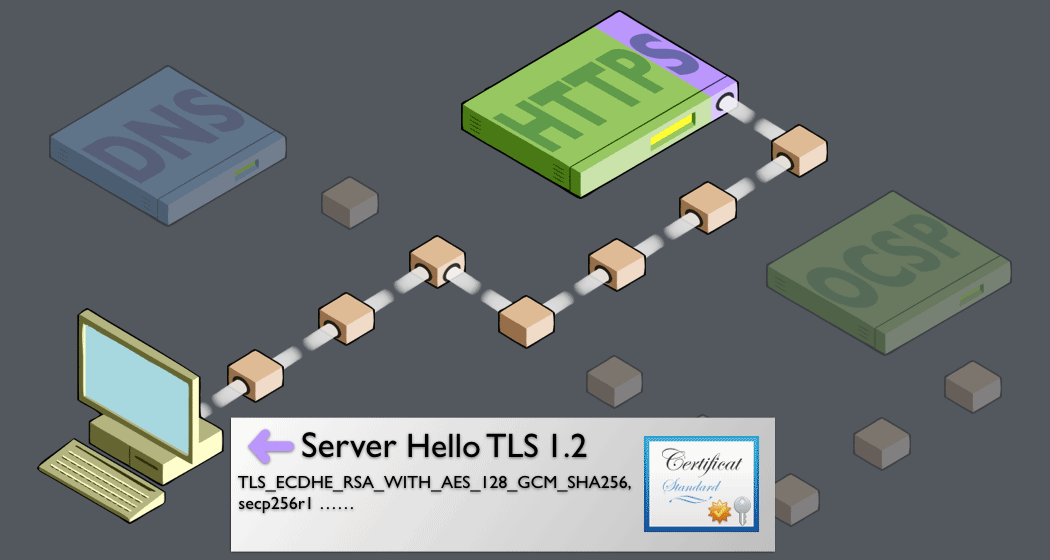 DNS
HTTPS
OCSP
Server Hello TLS 1.2
TLS_ECDHE_RSA_WITH_AES_128_GCM_SHA256,
secp256r1 ......
Certificat
Standard